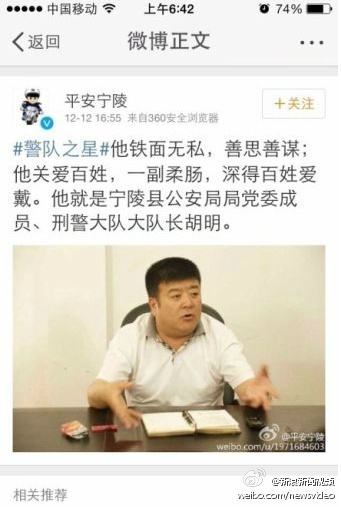 中国移动
上午6:42
74%
返回
微博正文
平安宁陵
12-12 16:55 来自360安全浏览器
+关注
#警队之星#他铁面无私，善思善谋；
他关爱百姓，一副柔肠，深得百姓爱
戴。他就是宁陵县公安局局党委成
员、刑警大队大队长胡明。
@平安宁陵
weibo.com/u/1971684603
相关推荐
@新浪新闻视频
weibo.com/newsvideo